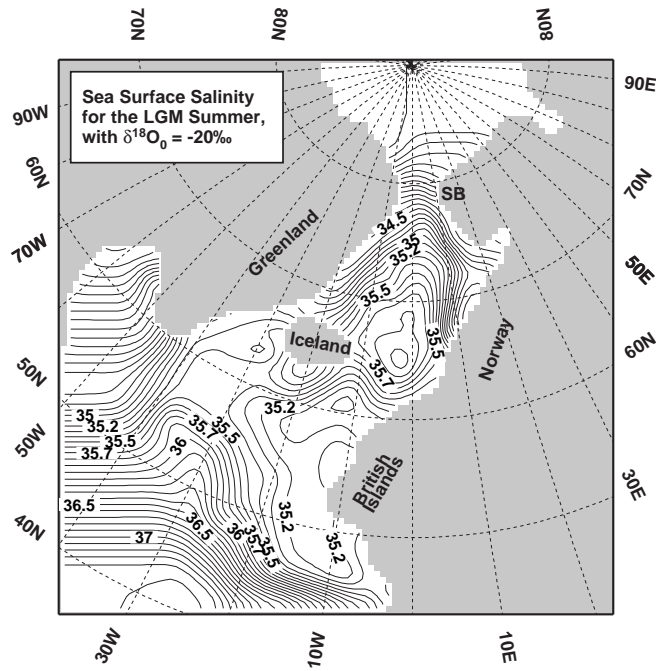 70N
80N
80N
90W
90E
Sea Surface Salinity
for the LGM Summer,
with δ¹⁸O₀ = -20‰
60N
70N
SB
34.5
Greenland
35
35.2
70W
50E
35.5
Iceland
35.5
Norway
60N
50N
35.7
35
35.2
35.2
35.7
35.5
35.5
50W
35.7
36
British
Islands
30E
36.5
35.2
40N
37
36.5
36
35.7
35.5
35.2
30W
10W
10E